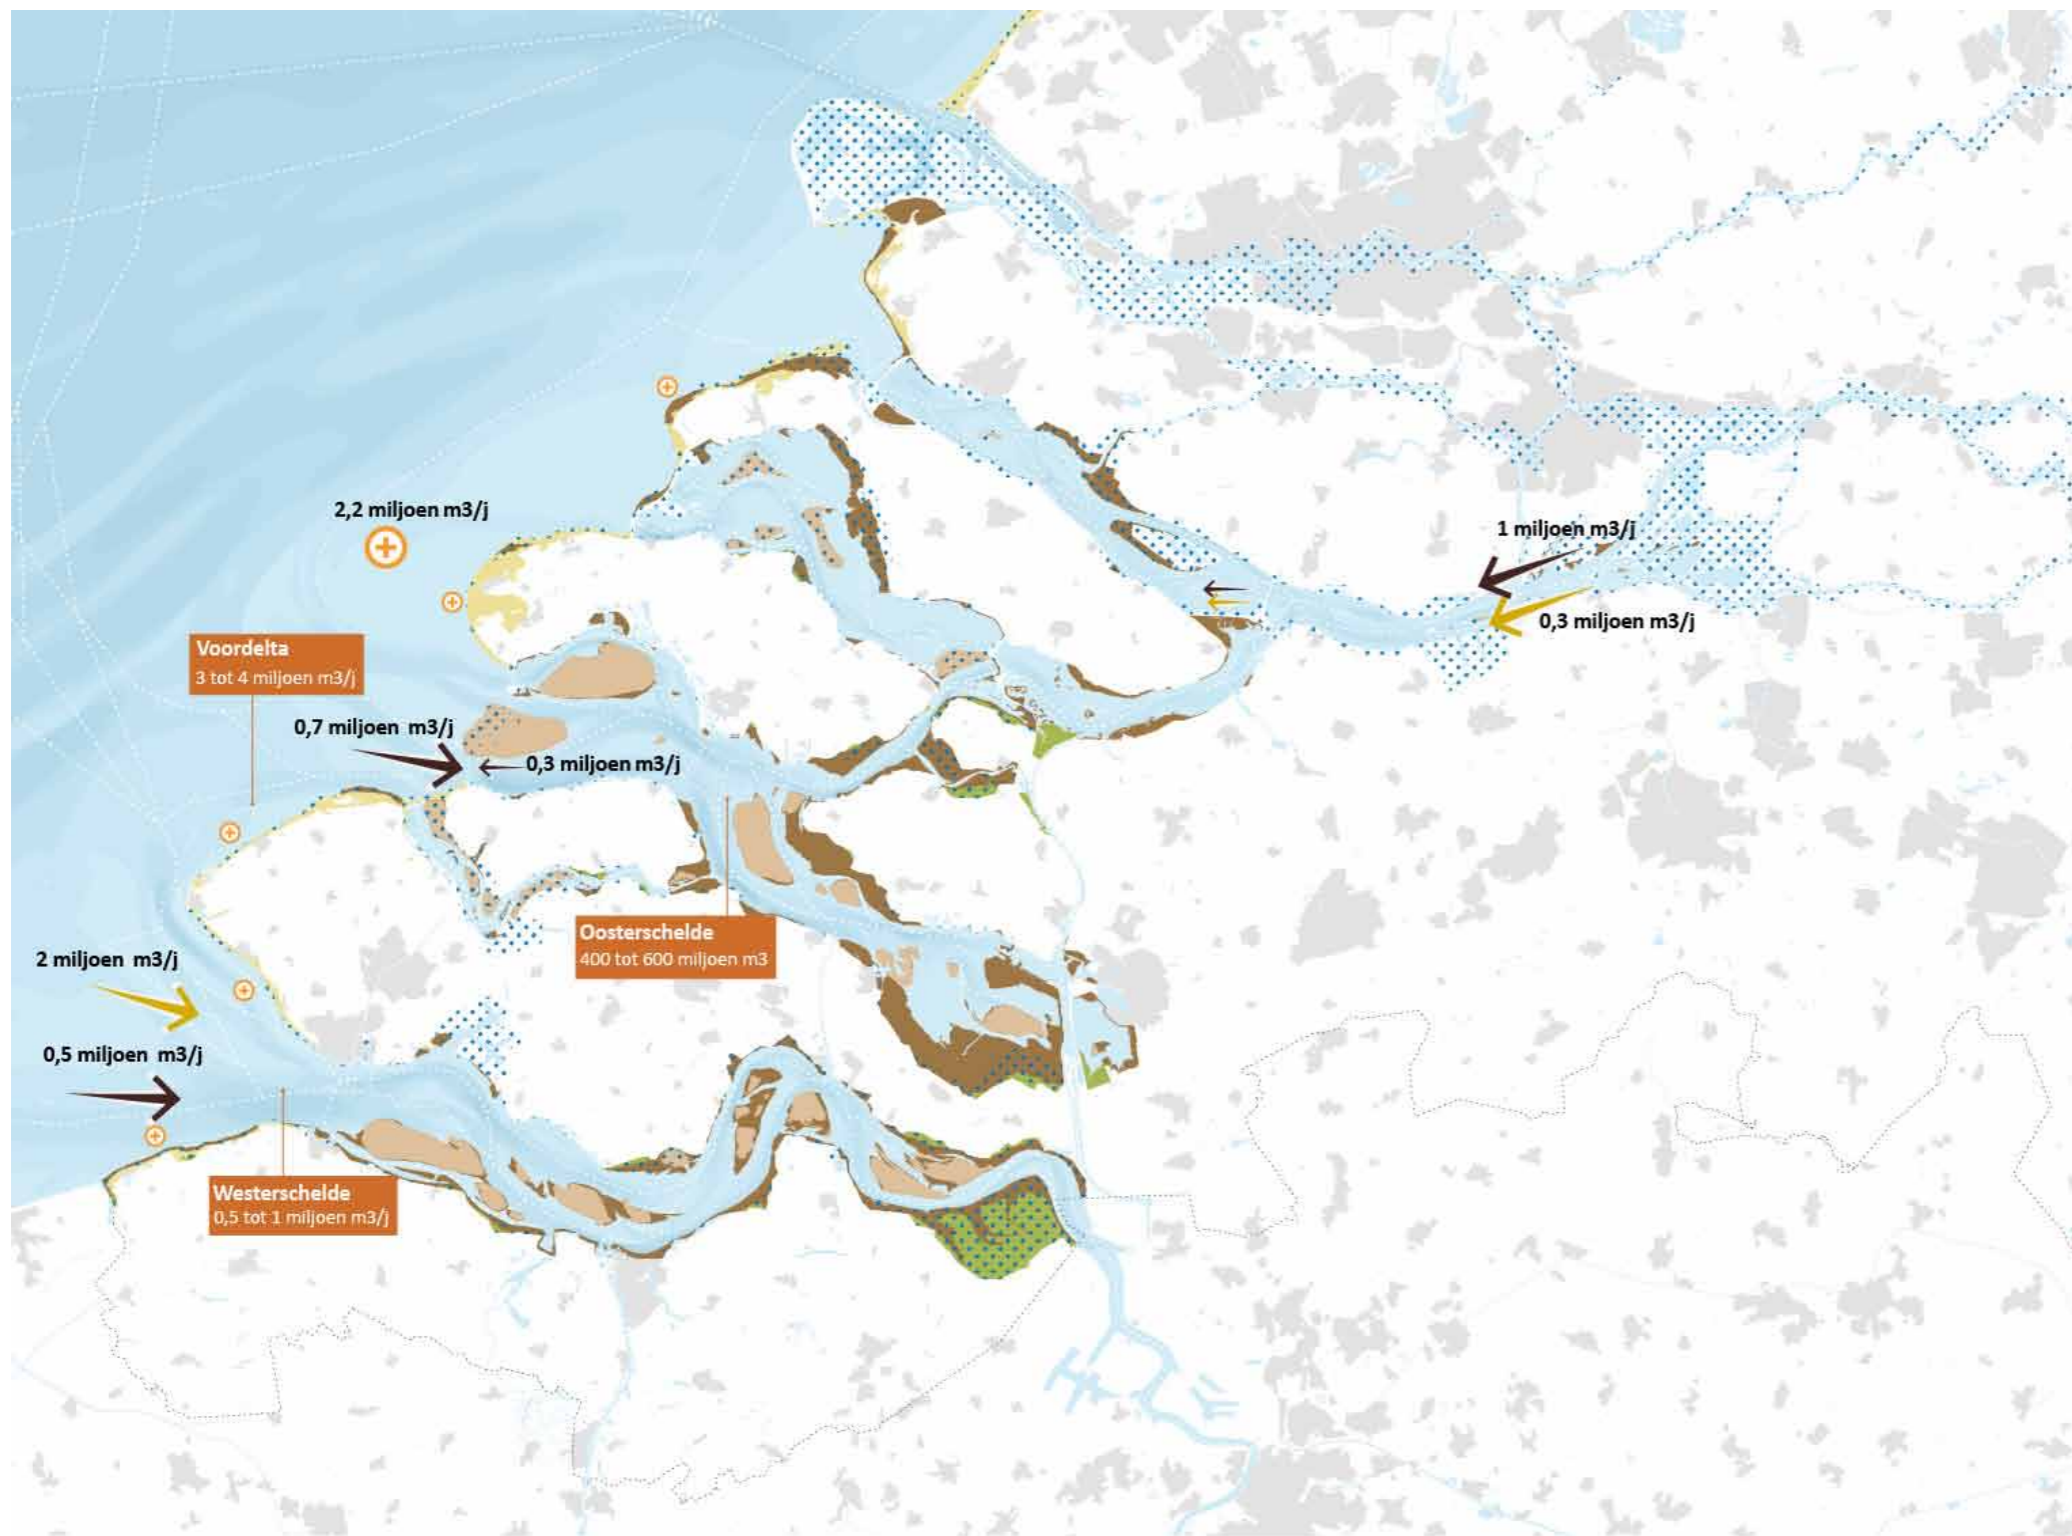 2,2 miljoen m3/j
1 miljoen m3/j
0,3 miljoen m3/j
Voordelta
3 tot 4 miljoen m3/j
0,7 miljoen  m3/j
0,3 miljoen m3/j
Oosterschelde
400 tot 600 miljoen m3
2 miljoen  m3/j
0,5 miljoen  m3/j
Westerschelde
0,5 tot 1 miljoen m3/j